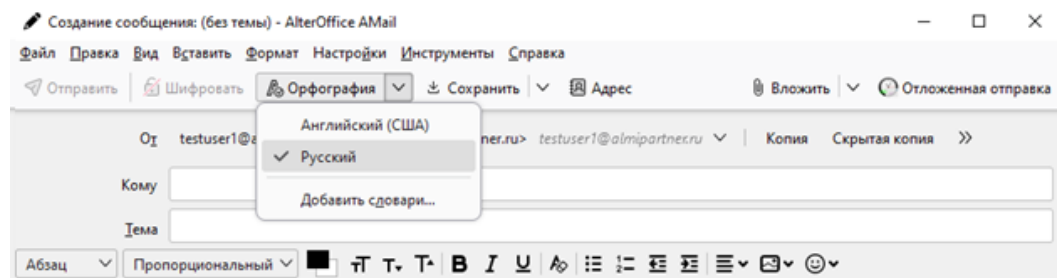 Создание сообщения: (без темы) - AlterOffice AMail
Файл Правка Вид Вставить Формат Настройки Инструменты Справка
Отправить Шифровать Орфография Сохранить Адрес Вложить Отложенная отправка
Английский (США)
От testuser1@a ner.ru> testuser1@almipartner.ru Копия Скрытая копия
Русский
Кому
Добавить словари...
Тема
Абзац Пропорциональный